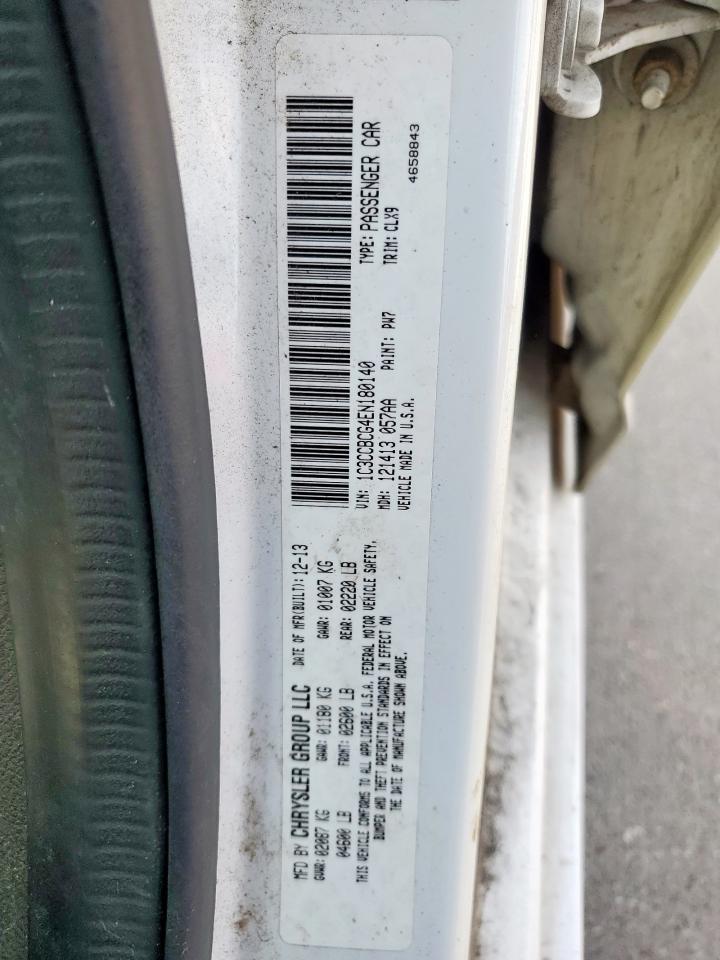 MFD BY CHRYSLER GROUP LLC DATE OF MFR(BUILT): 12-13
GVWR: 02087 KG GAWR: 01180 KG GAWR: 01007 KG
04600 LB FRONT: 02600 LB REAR: 02220 LB
THIS VEHICLE CONFORMS TO ALL APPLICABLE U.S.A. FEDERAL MOTOR VEHICLE SAFETY,
BUMPER AND THEFT PREVENTION STANDARDS IN EFFECT ON
THE DATE OF MANUFACTURE SHOWN ABOVE.
VIN: 1C3CCBCG4EN180140 TYPE: PASSENGER CAR
MDH: 121413 057AA PAINT: PW7 TRIM: CLX9
VEHICLE MADE IN U.S.A. 4658843